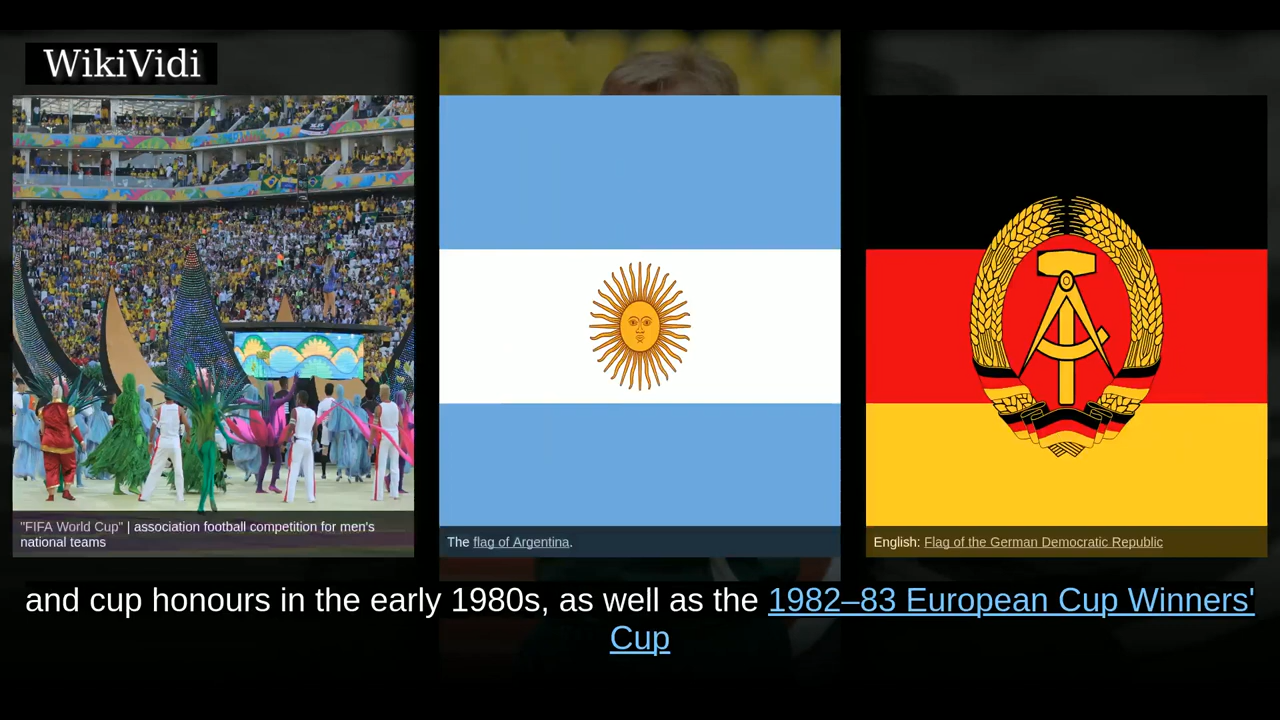 WikiVidi
"FIFA World Cup" | association football competition for men's
national teams
The flag of Argentina.
English: Flag of the German Democratic Republic
and cup honours in the early 1980s, as well as the 1982–83 European Cup Winners'
Cup